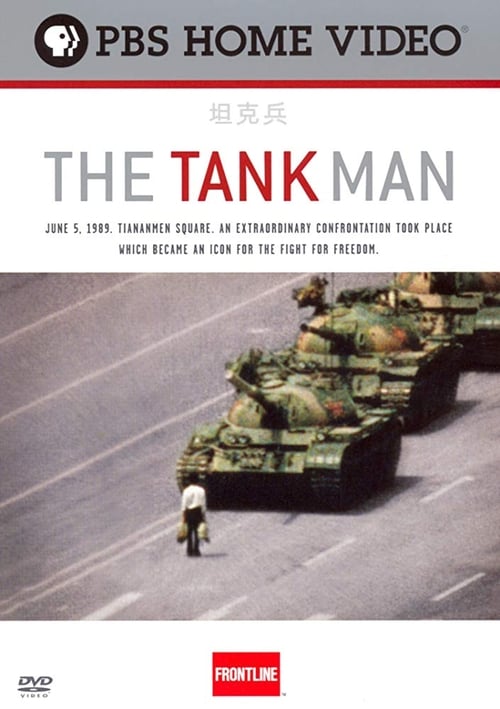 PBS HOME VIDEO®
坦克兵
THE TANK MAN
JUNE 5, 1989. TIANANMEN SQUARE. AN EXTRAORDINARY CONFRONTATION TOOK PLACE
WHICH BECAME AN ICON FOR THE FIGHT FOR FREEDOM.
DVD
VIDEO
FRONTLINE™